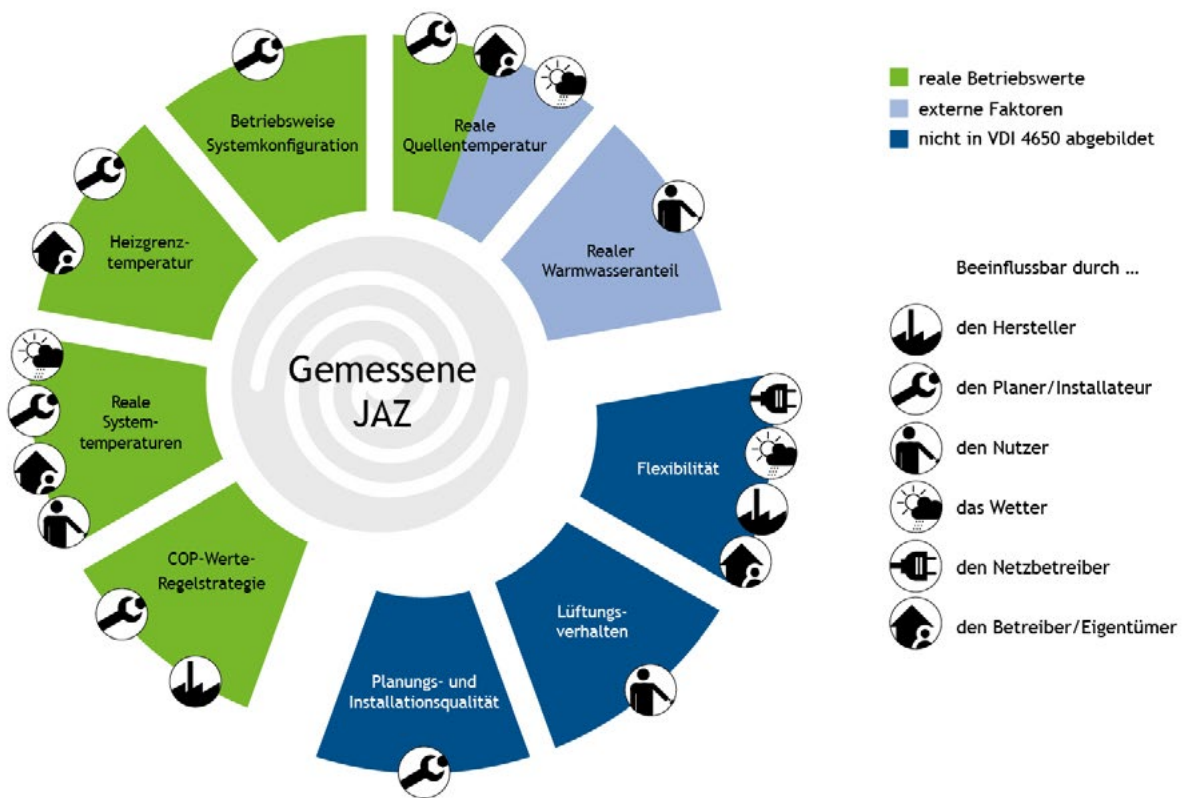 Betriebsweise
Systemkonfiguration
Reale
Quellentemperatur
Realer
Warmwasseranteil
Heizgrenz-
temperatur
Reale
System-
temperaturen
COP-Werte-
Regelstrategie
Planungs- und
Installationsqualität
Lüftungs-
verhalten
Flexibilität
Gemessene
JAZ
reale Betriebswerte
externe Faktoren
nicht in VDI 4650 abgebildet
Beeinflussbar durch ...
den Hersteller
den Planer/Installateur
den Nutzer
das Wetter
den Netzbetreiber
den Betreiber/Eigentümer